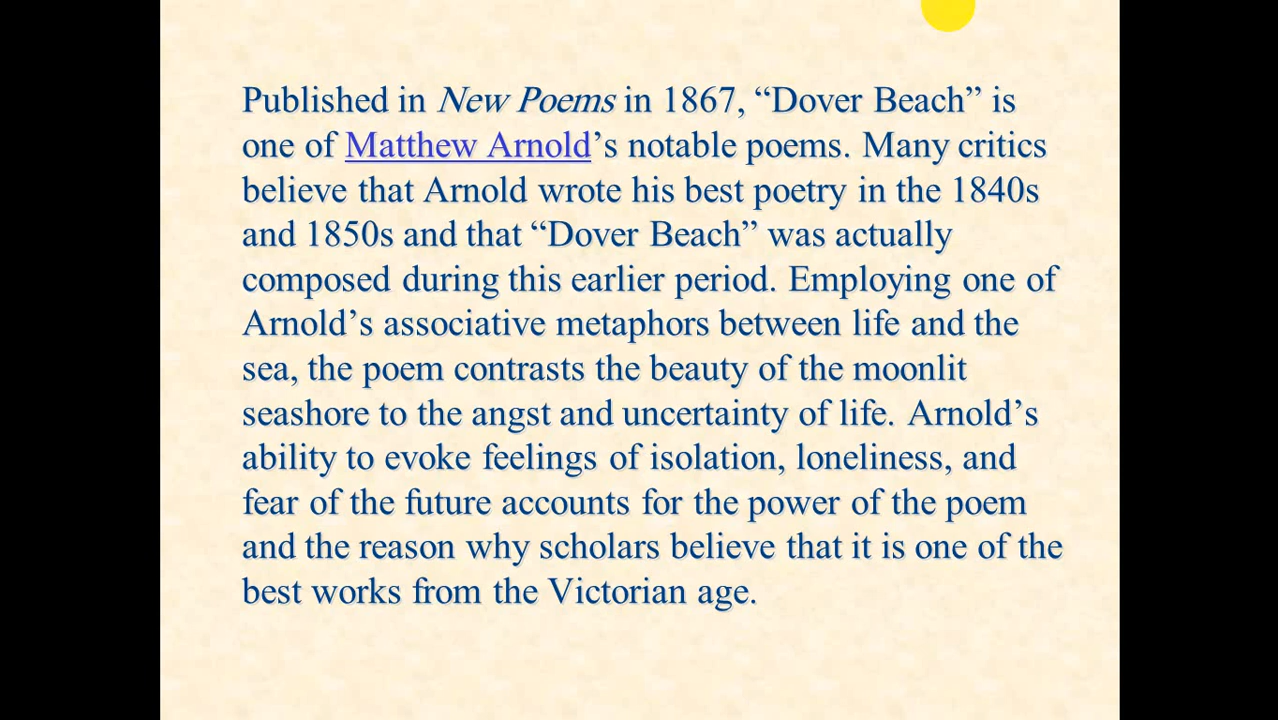 Published in New Poems in 1867, “Dover Beach” is
one of Matthew Arnold’s notable poems. Many critics
believe that Arnold wrote his best poetry in the 1840s
and 1850s and that “Dover Beach” was actually
composed during this earlier period. Employing one of
Arnold’s associative metaphors between life and the
sea, the poem contrasts the beauty of the moonlit
seashore to the angst and uncertainty of life. Arnold’s
ability to evoke feelings of isolation, loneliness, and
fear of the future accounts for the power of the poem
and the reason why scholars believe that it is one of the
best works from the Victorian age.